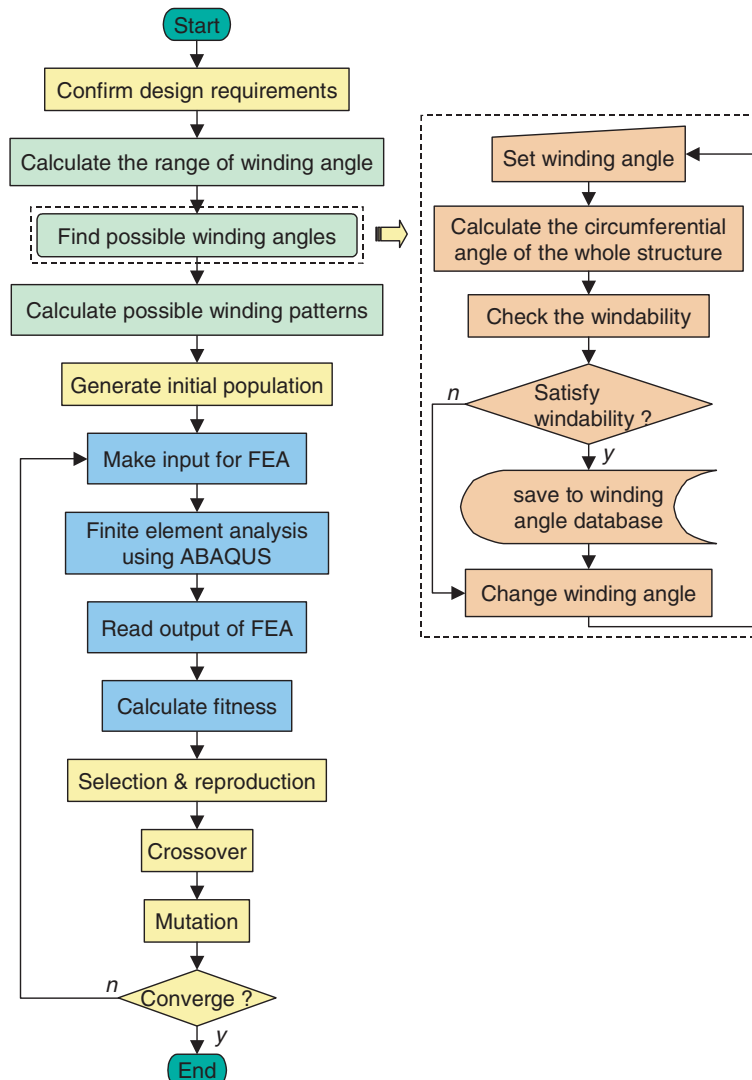 Start
Confirm design requirements
Calculate the range of winding angle
Find possible winding angles
Calculate possible winding patterns
Generate initial population
Make input for FEA
Finite element analysis
using ABAQUS
Read output of FEA
Calculate fitness
Selection & reproduction
Crossover
Mutation
n
Converge ?
y
End
Set winding angle
Calculate the circumferential
angle of the whole structure
Check the windability
n
Satisfy
windability ?
y
save to winding
angle database
Change winding angle